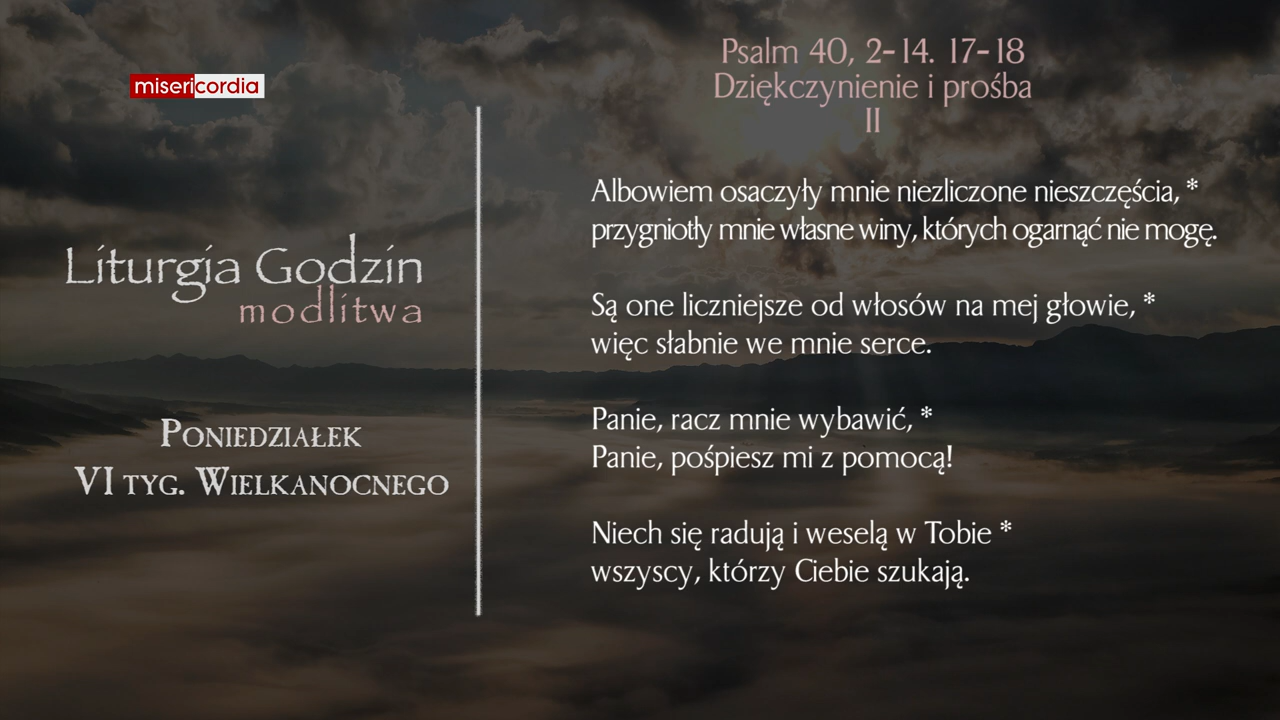 misericordia
Liturgia Godzin
modlitwa
Poniedziałek
VI tyg. Wielkanocnego
Psalm 40, 2-14. 17-18
Dziękczynienie i prośba
II
Albowiem osaczyły mnie niezliczone nieszczęścia, *
przygniotły mnie własne winy, których ogarnąć nie mogę.
Są one liczniejsze od włosów na mej głowie, *
więc słabnie we mnie serce.
Panie, racz mnie wybawić, *
Panie, pośpiesz mi z pomocą!
Niech się radują i weselą w Tobie *
wszyscy, którzy Ciebie szukają.